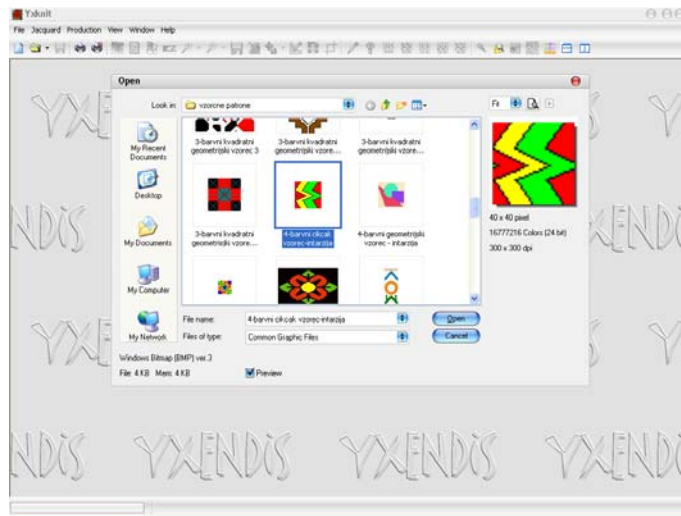 Yxknit
File Jacquard Production View Window Help
Open
Look in: vzorcne patrone
My Recent Documents
Desktop
My Documents
My Computer
My Network
3-barvni kvadratni geometrijski vzorec 3
3-barvni kvadratni geometrijski vzore...
3-barvni kvadratni geometrijski vzore...
3-barvni kvadratni geometrijski vzore...
4-barvni cikcak vzorec-intarzija
4-barvni geometrijski vzorec - intarzija
40 x 40 pixel
16777216 Colors (24 bit)
300 x 300 dpi
File name: 4-barvni cikcak vzorec-intarzija Open
Files of type: Common Graphic Files Cancel
Windows Bitmap (BMP) ver.3
File: 4 KB Mem: 4 KB Preview
YXENDiS YXENDiS YXENDiS